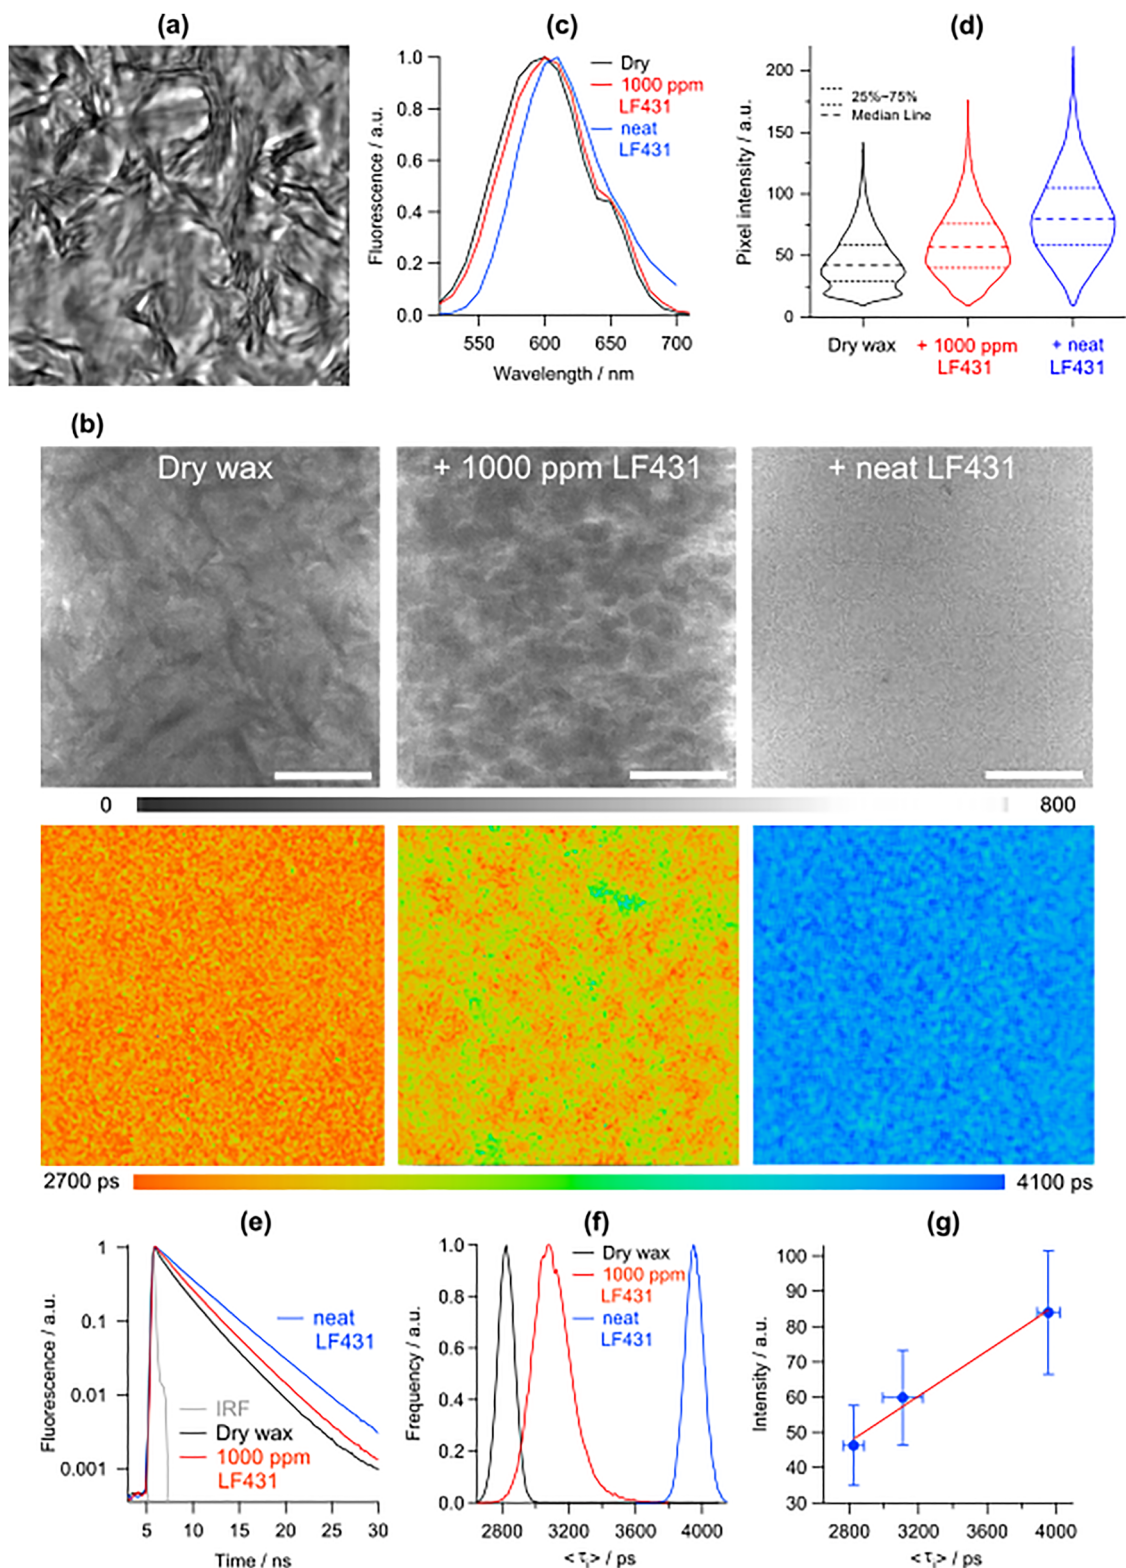 (a)
(c)
Fluorescence / a.u.
1.0
0.8
0.6
0.4
0.2
0.0
550
600
650
700
Wavelength / nm
Dry
1000 ppm
LF431
neat
LF431
(d)
Pixel intensity / a.u.
200
150
100
50
0
25%~75%
Median Line
Dry wax
+ 1000 ppm
LF431
+ neat
LF431
(b)
Dry wax
+ 1000 ppm LF431
+ neat LF431
0
800
2700 ps
4100 ps
(e)
Fluorescence / a.u.
1
0.1
0.01
0.001
5
10
15
20
25
30
Time / ns
neat
LF431
IRF
Dry wax
1000 ppm
LF431
(f)
Frequency / a.u.
1.0
0.8
0.6
0.4
0.2
0.0
2800
3200
3600
4000
<τᵢ> / ps
Dry wax
1000 ppm
LF431
neat
LF431
(g)
Intensity / a.u.
100
90
80
70
60
50
40
30
2800
3200
3600
4000
<τᵢ> / ps